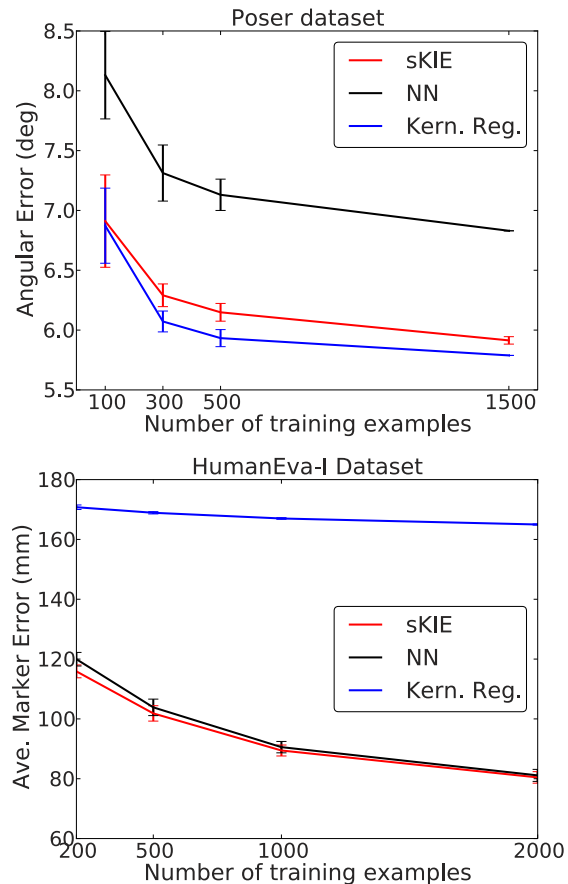 Poser dataset
8.5
8.0
7.5
7.0
6.5
6.0
5.5
Angular Error (deg)
sKIE
NN
Kern. Reg.
100 300 500 1500
Number of training examples
HumanEva-I Dataset
180
160
140
120
100
80
60
Ave. Marker Error (mm)
sKIE
NN
Kern. Reg.
200 500 1000 2000
Number of training examples